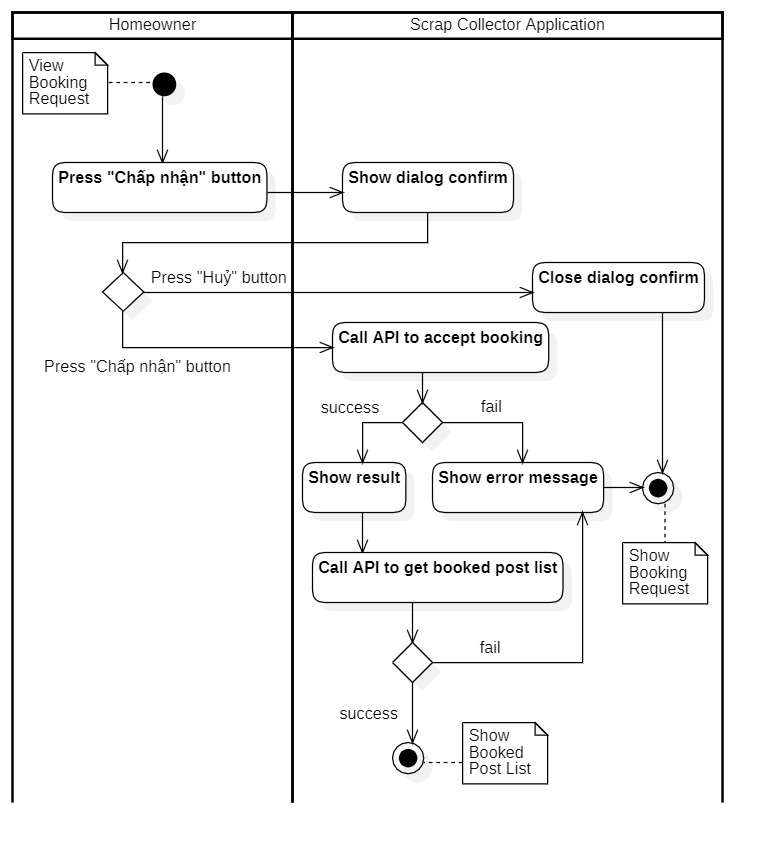 Homeowner
Scrap Collector Application
View
Booking
Request
Press "Chấp nhận" button
Show dialog confirm
Press "Huỷ" button
Close dialog confirm
Call API to accept booking
Press "Chấp nhận" button
success
fail
Show result
Show error message
Show
Booking
Request
Call API to get booked post list
fail
success
Show
Booked
Post List